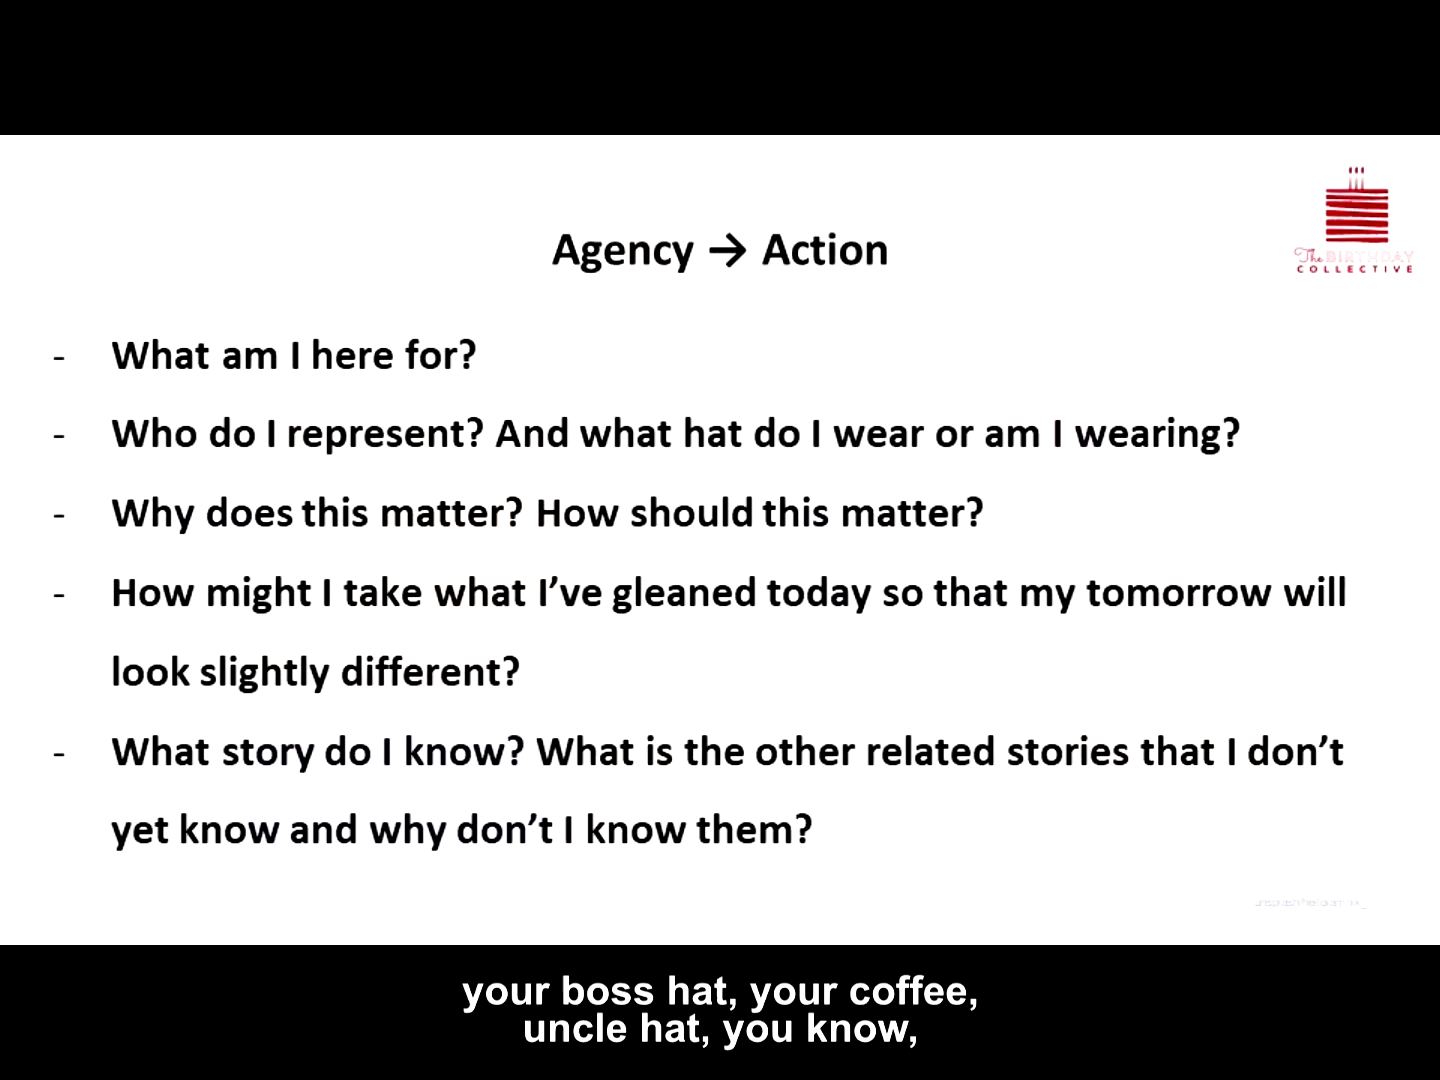 The BIRTHDAY
COLLECTIVE
Agency → Action
- What am I here for?
- Who do I represent? And what hat do I wear or am I wearing?
- Why does this matter? How should this matter?
- How might I take what I’ve gleaned today so that my tomorrow will
look slightly different?
- What story do I know? What is the other related stories that I don’t
yet know and why don’t I know them?
your boss hat, your coffee,
uncle hat, you know,